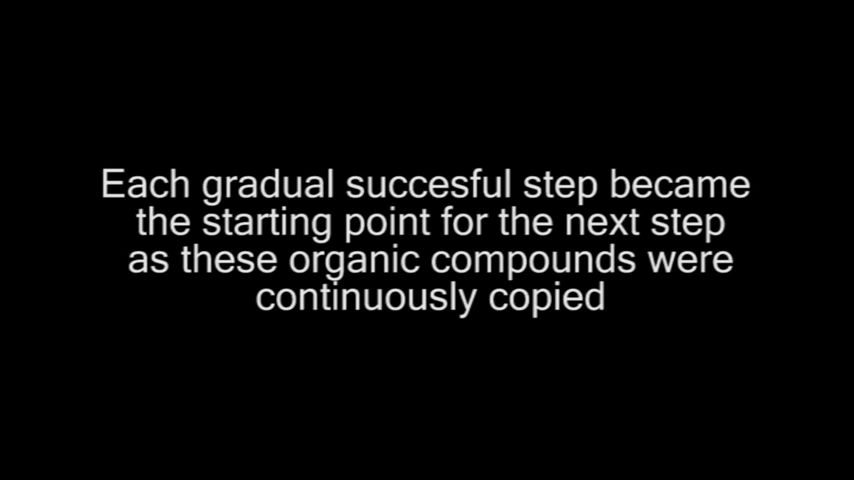 Each gradual succesful step became
the starting point for the next step
as these organic compounds were
continuously copied